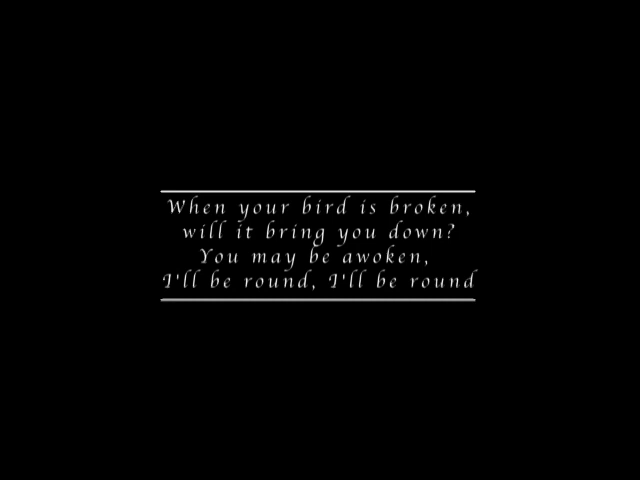 When your bird is broken,
will it bring you down?
You may be awoken,
I'll be round, I'll be round